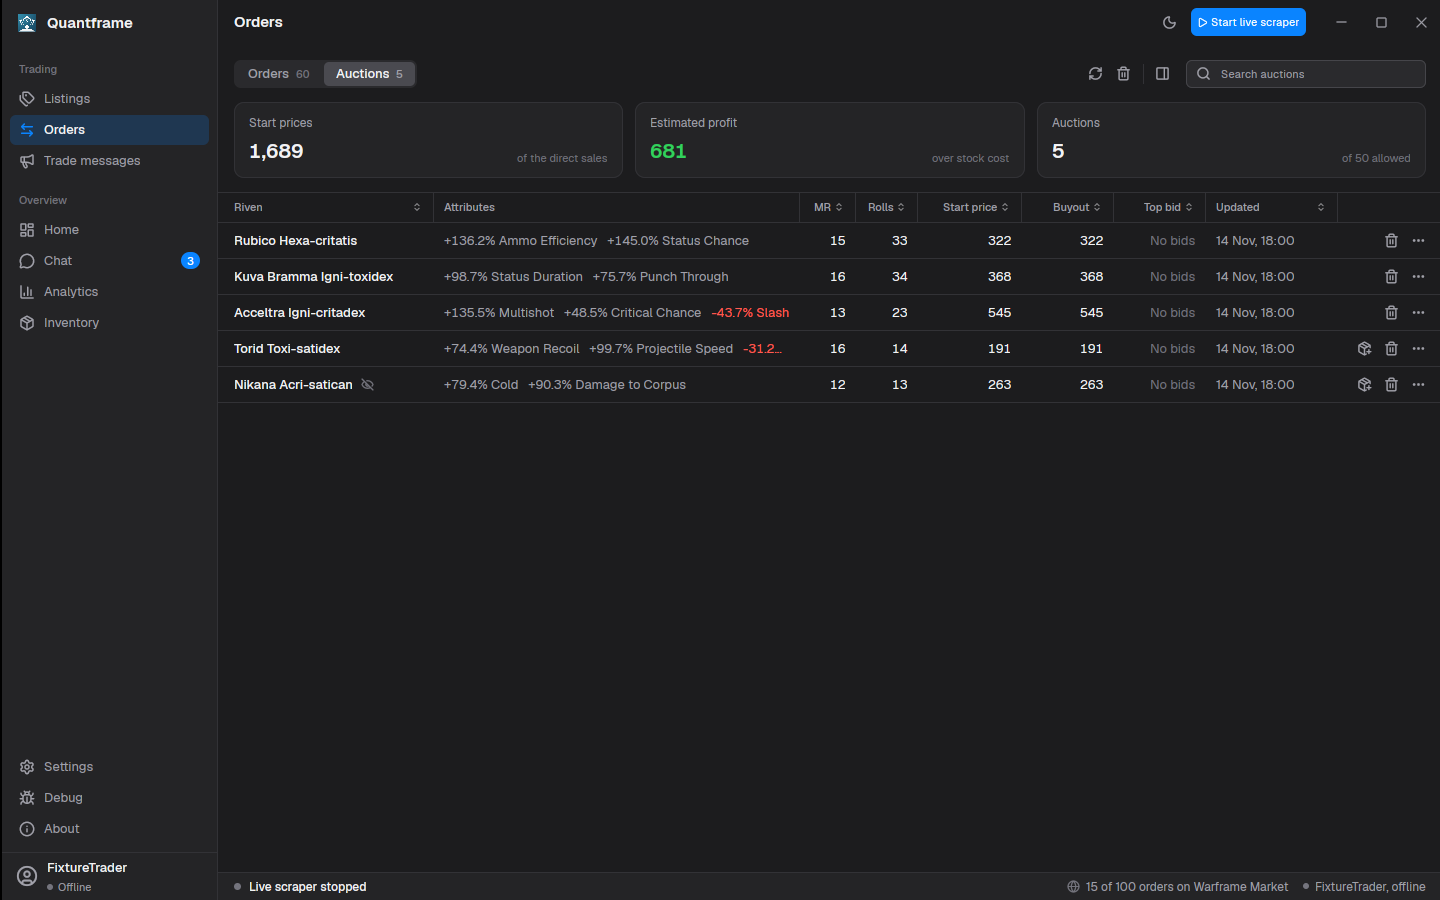 Quantframe
Orders
Start live scraper
Trading
Listings
Orders
Trade messages
Overview
Home
Chat 3
Analytics
Inventory
Settings
Debug
About
FixtureTrader
Offline
Orders 60 Auctions 5
Search auctions
Start prices
1,689
of the direct sales
Estimated profit
681
over stock cost
Auctions
5
of 50 allowed
Riven Attributes MR Rolls Start price Buyout Top bid Updated
Rubico Hexa-critatis +136.2% Ammo Efficiency +145.0% Status Chance 15 33 322 322 No bids 14 Nov, 18:00
Kuva Bramma Igni-toxidex +98.7% Status Duration +75.7% Punch Through 16 34 368 368 No bids 14 Nov, 18:00
Acceltra Igni-critadex +135.5% Multishot +48.5% Critical Chance -43.7% Slash 13 23 545 545 No bids 14 Nov, 18:00
Torid Toxi-satidex +74.4% Weapon Recoil +99.7% Projectile Speed -31.2... 16 14 191 191 No bids 14 Nov, 18:00
Nikana Acri-satican +79.4% Cold +90.3% Damage to Corpus 12 13 263 263 No bids 14 Nov, 18:00
Live scraper stopped
15 of 100 orders on Warframe Market
FixtureTrader, offline